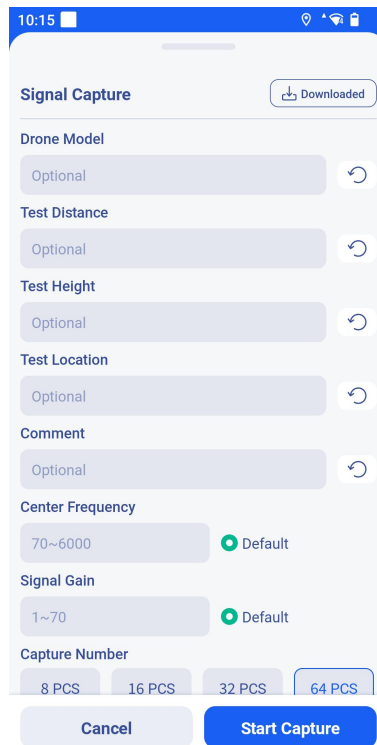 10:15
Signal Capture
Downloaded
Drone Model
Optional
Test Distance
Optional
Test Height
Optional
Test Location
Optional
Comment
Optional
Center Frequency
70~6000
Default
Signal Gain
1~70
Default
Capture Number
8 PCS 16 PCS 32 PCS 64 PCS
Cancel Start Capture